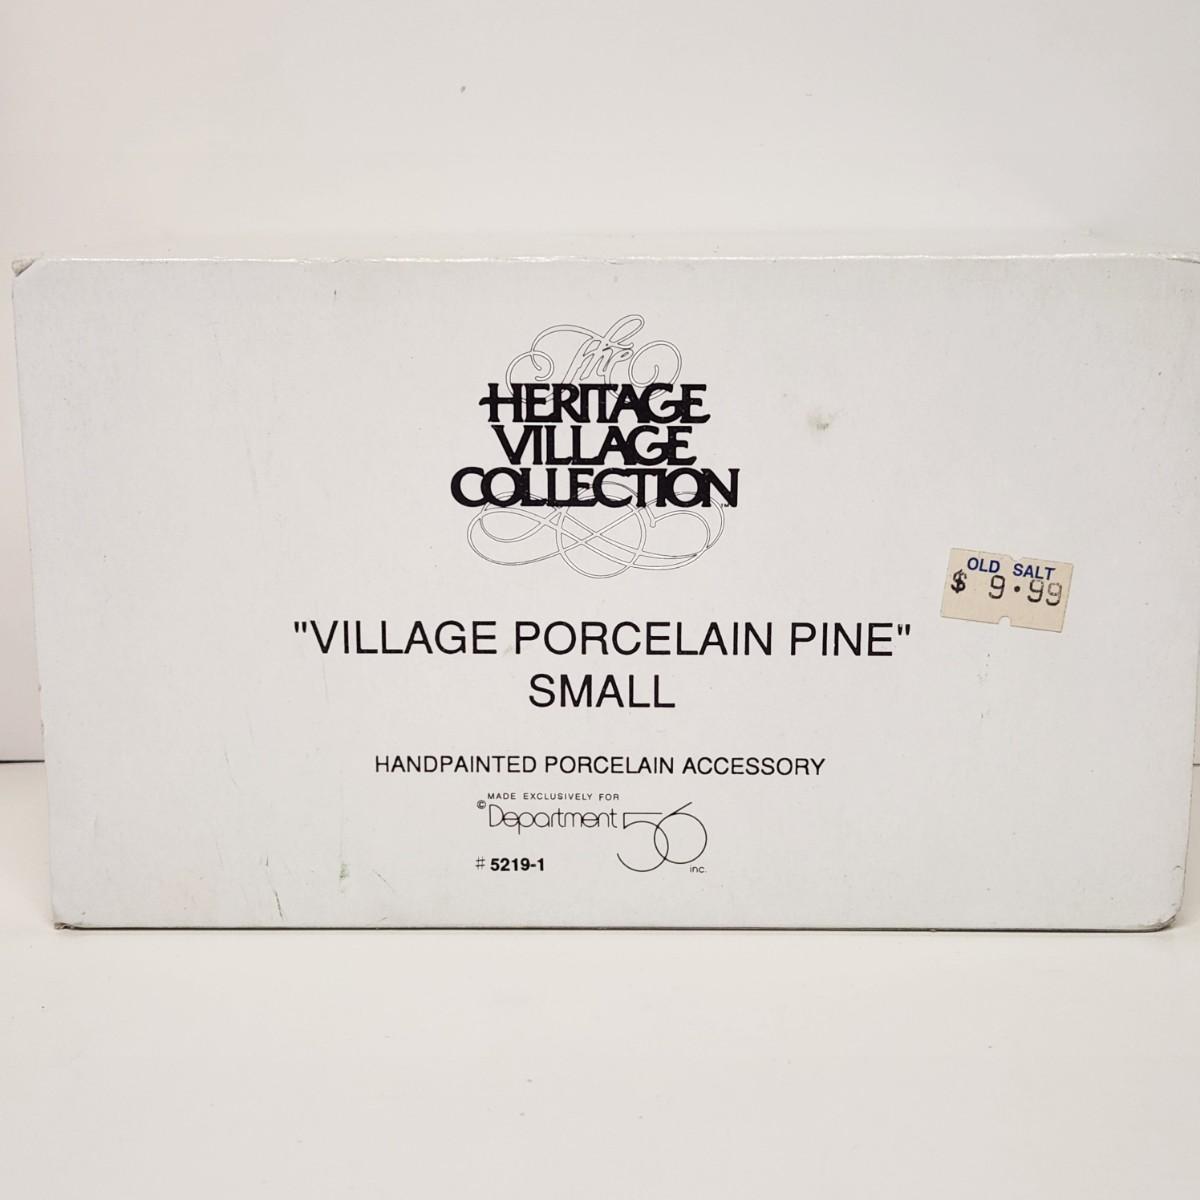 The
HERITAGE
VILLAGE
COLLECTION™
OLD SALT
$ 9.99
"VILLAGE PORCELAIN PINE"
SMALL
HANDPAINTED PORCELAIN ACCESSORY
MADE EXCLUSIVELY FOR
© Department 56 inc.
# 5219-1